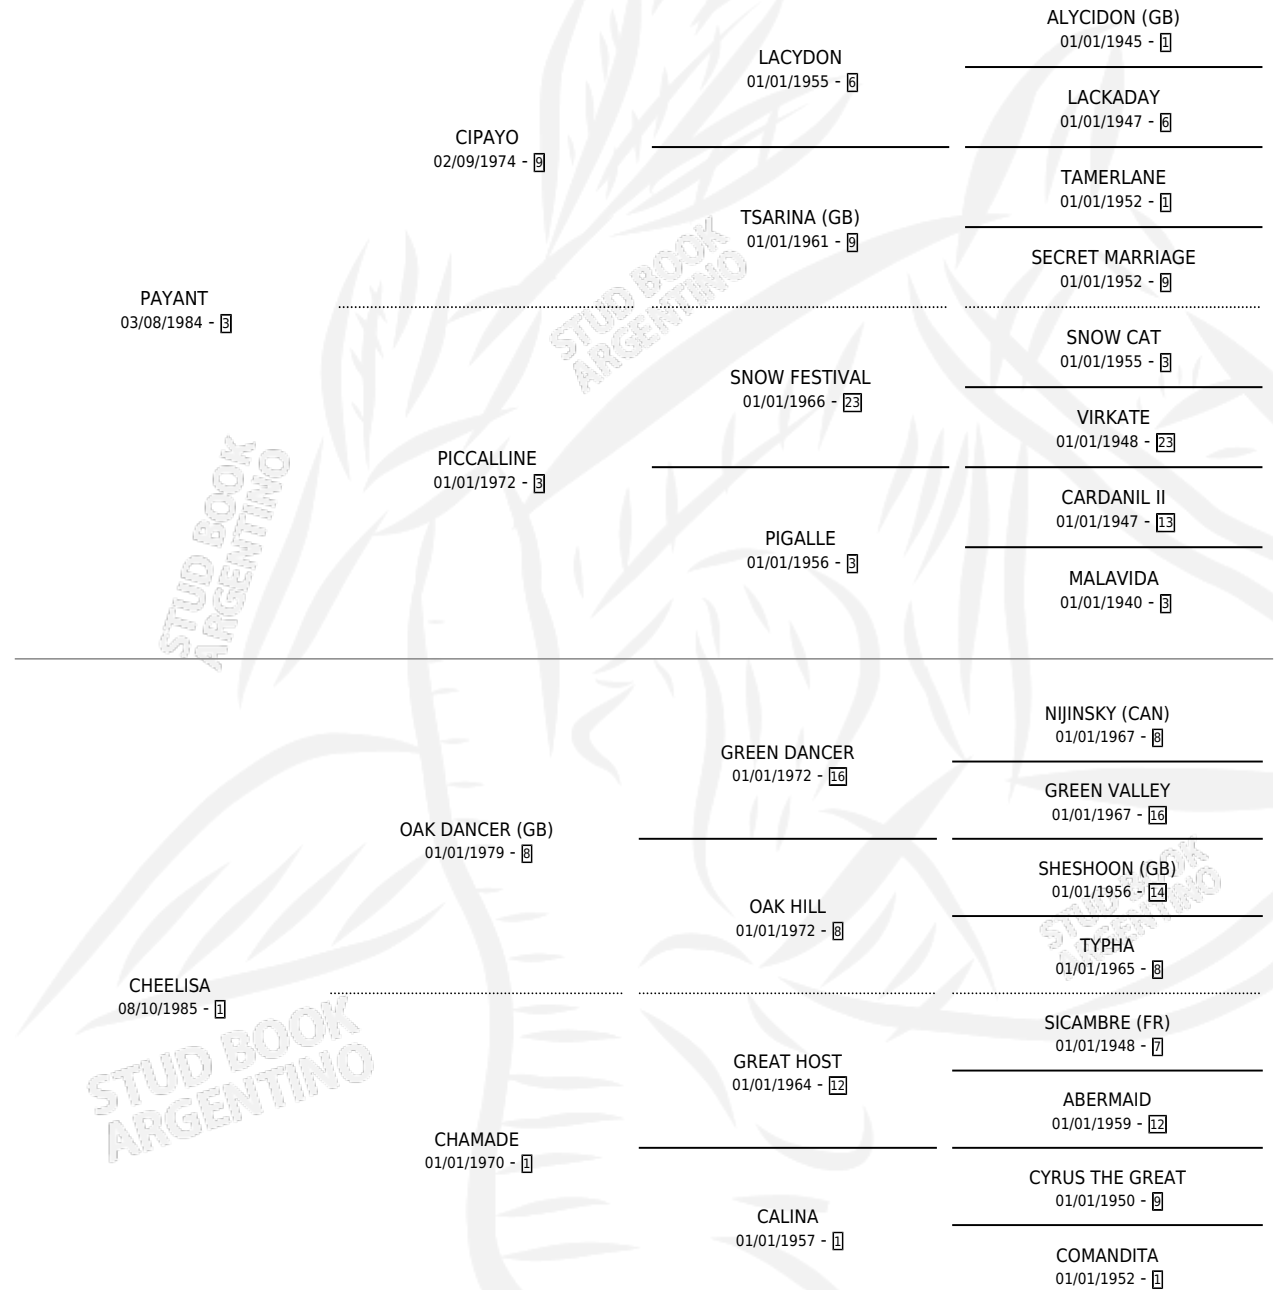 ALYCIDON (GB)
01/01/1945 - 1
LACYDON
01/01/1955 - 6
LACKADAY
01/01/1947 - 6
CIPAYO
02/09/1974 - 9
TAMERLANE
01/01/1952 - 1
TSARINA (GB)
01/01/1961 - 9
SECRET MARRIAGE
01/01/1952 - 9
PAYANT
03/08/1984 - 3
SNOW CAT
01/01/1955 - 3
SNOW FESTIVAL
01/01/1966 - 23
VIRKATE
01/01/1948 - 23
PICCALLINE
01/01/1972 - 3
CARDANIL II
01/01/1947 - 13
PIGALLE
01/01/1956 - 3
MALAVIDA
01/01/1940 - 3
NIJINSKY (CAN)
01/01/1967 - 8
GREEN DANCER
01/01/1972 - 16
GREEN VALLEY
01/01/1967 - 16
OAK DANCER (GB)
01/01/1979 - 8
SHESHOON (GB)
01/01/1956 - 14
OAK HILL
01/01/1972 - 8
TYPHA
01/01/1965 - 8
CHEELISA
08/10/1985 - 1
SICAMBRE (FR)
01/01/1948 - 7
GREAT HOST
01/01/1964 - 12
ABERMAID
01/01/1959 - 12
CHAMADE
01/01/1970 - 1
CYRUS THE GREAT
01/01/1950 - 9
CALINA
01/01/1957 - 1
COMANDITA
01/01/1952 - 1
STUD BOOK
ARGENTINO
STUD BOOK
ARGENTINO
STUD BOOK
ARGENTINO
STUD BOOK
ARGENTINO